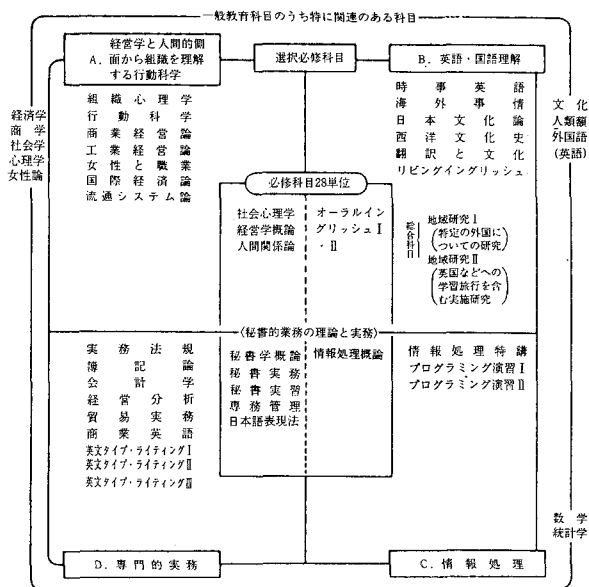 一般教育科目のうち特に関連のある科目
経営学と人間的側
A．面から組織を理解
する行動科学
選択必修科目
B．英語・国語理解
経済学
商学
社会学
心理学
女性論
組織心理学
行動科学
商業経営論
工業経営論
女性と職業
国際経済論
流通システム論
時事英語
海外事情
日本文化論
西洋文化史
翻訳と文化
リビングイングリッシュ
文化
人類額
外国語
(英語)
必修科目28単位
社会心理学
経営学概論
人間関係論
オーラルイン
グリッシュⅠ
・Ⅱ
総合科目
地域研究Ⅰ
(特定の外国に
ついての研究)
地域研究Ⅱ
(英国などへの
学習旅行を含
む実施研究)
(秘書的業務の理論と実務)
実務法規
簿記論
会計学
経営分析
貿易実務
商業英語
英文タイプ・ライティングⅠ
英文タイプ・ライティングⅡ
英文タイプ・ライティングⅢ
秘書学概論
秘書実務
秘書実習
専務管理
日本語表現法
情報処理概論
情報処理特講
プログラミング演習Ⅰ
プログラミング演習Ⅱ
数学
統計学
D．専門的実務
C．情報処理